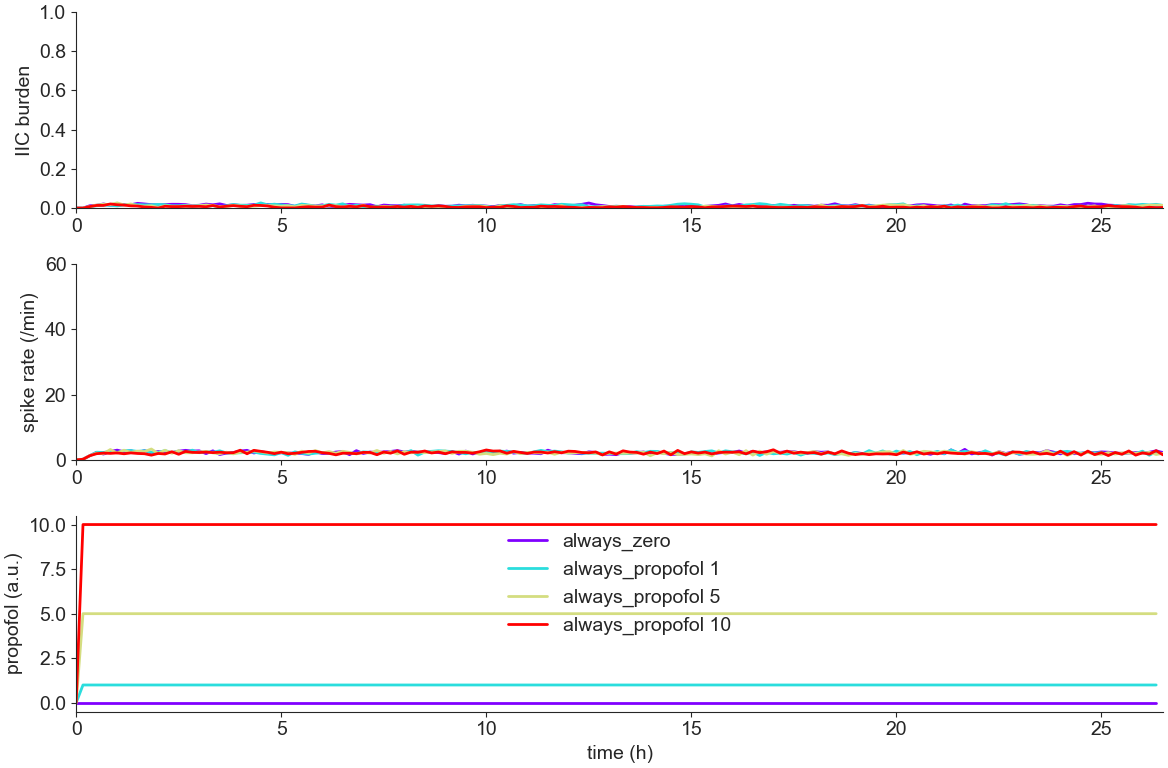 1.0
0.8
0.6
0.4
0.2
0.0
IIC burden
0 5 10 15 20 25
60
40
20
0
spike rate (/min)
0 5 10 15 20 25
10.0
7.5
5.0
2.5
0.0
propofol (a.u.)
always_zero
always_propofol 1
always_propofol 5
always_propofol 10
0 5 10 15 20 25
time (h)